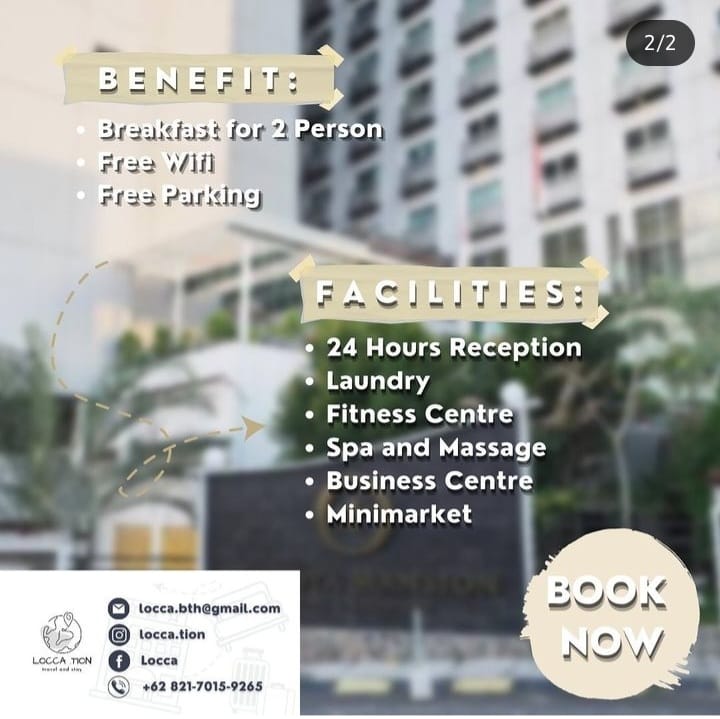 2/2
BENEFIT:
• Breakfast for 2 Person
• Free Wifi
• Free Parking
FACILITIES:
• 24 Hours Reception
• Laundry
• Fitness Centre
• Spa and Massage
• Business Centre
• Minimarket
BOOK
NOW
locca.bth@gmail.com
locca.tion
Locca
+62 821-7015-9265
LOCCA TION
travel and stay